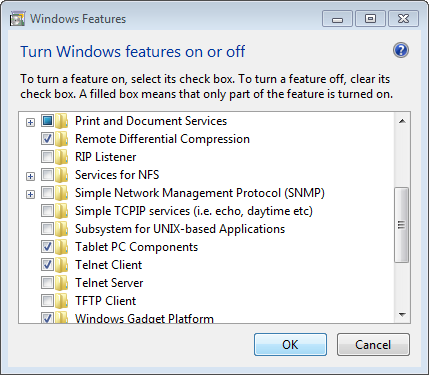 Windows Features
Turn Windows features on or off
To turn a feature on, select its check box. To turn a feature off, clear its
check box. A filled box means that only part of the feature is turned on.
Print and Document Services
Remote Differential Compression
RIP Listener
Services for NFS
Simple Network Management Protocol (SNMP)
Simple TCPIP services (i.e. echo, daytime etc)
Subsystem for UNIX-based Applications
Tablet PC Components
Telnet Client
Telnet Server
TFTP Client
Windows Gadget Platform
OK Cancel